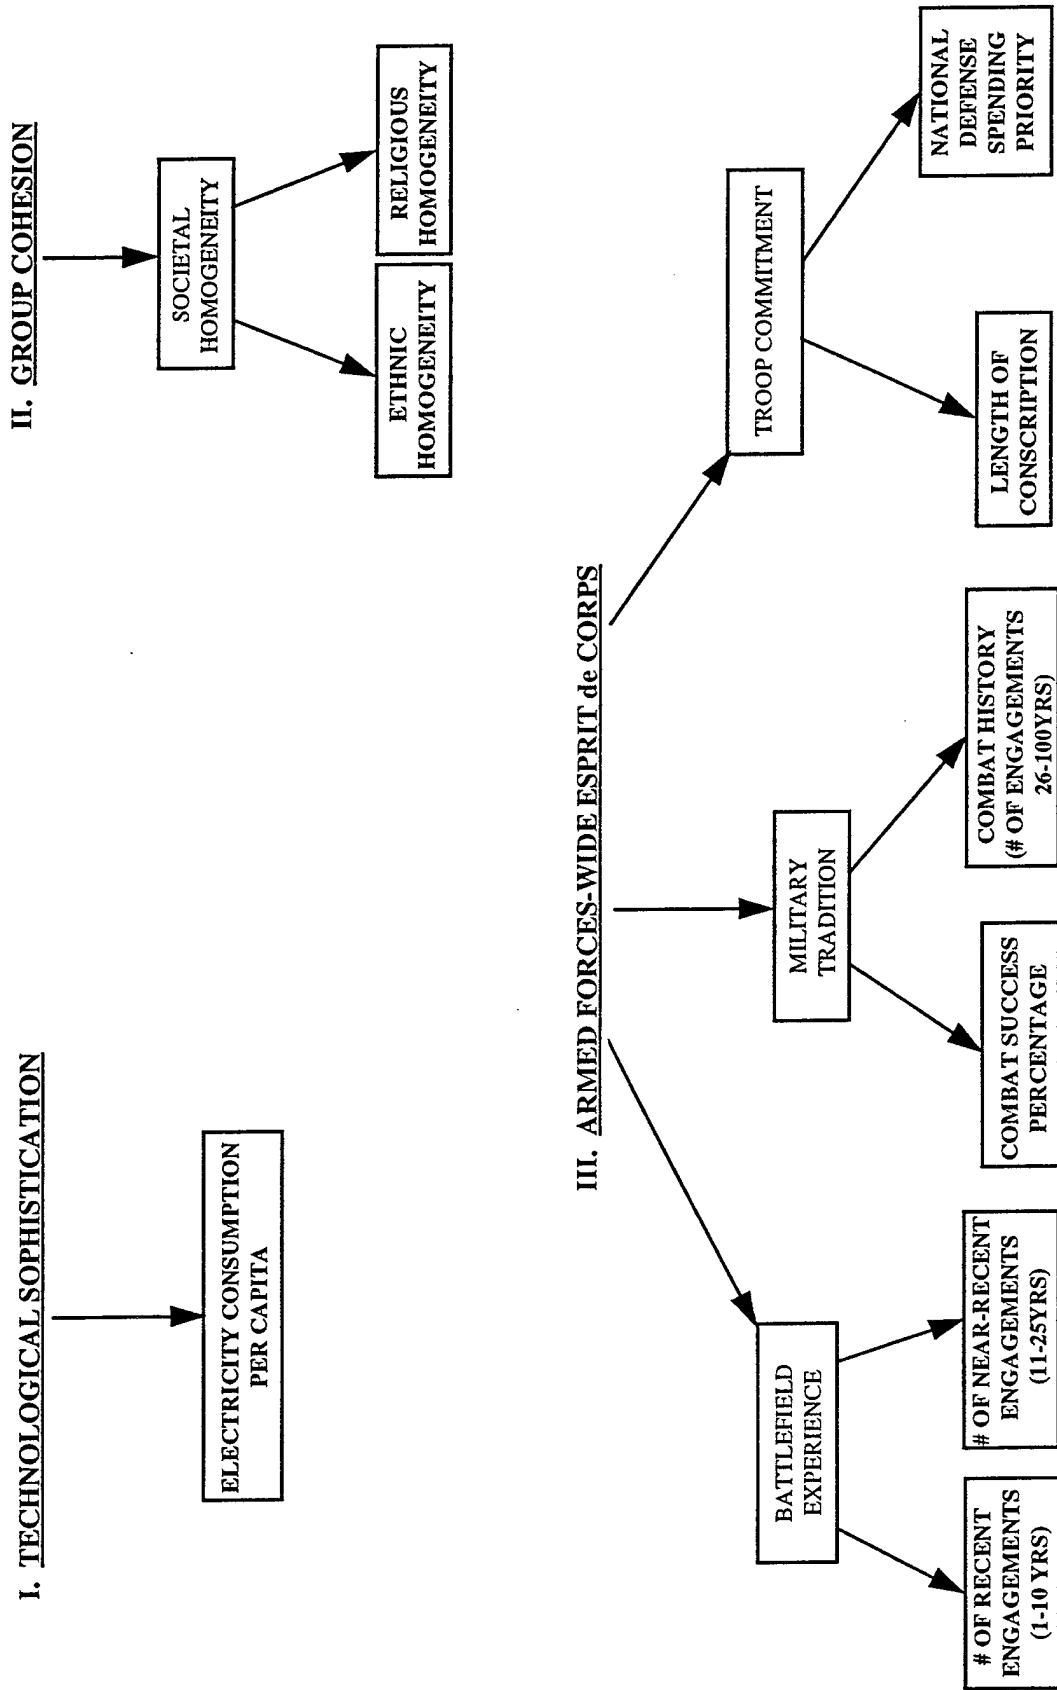 I. TECHNOLOGICAL SOPHISTICATION
ELECTRICITY CONSUMPTION
PER CAPITA
II. GROUP COHESION
SOCIETAL
HOMOGENEITY
ETHNIC
HOMOGENEITY
RELIGIOUS
HOMOGENEITY
III. ARMED FORCES-WIDE ESPRIT de CORPS
BATTLEFIELD
EXPERIENCE
MILITARY
TRADITION
TROOP COMMITMENT
# OF RECENT
ENGAGEMENTS
(1-10 YRS)
# OF NEAR-RECENT
ENGAGEMENTS
(11-25YRS)
COMBAT SUCCESS
PERCENTAGE
COMBAT HISTORY
(# OF ENGAGEMENTS
26-100YRS)
LENGTH OF
CONSCRIPTION
NATIONAL
DEFENSE
SPENDING
PRIORITY